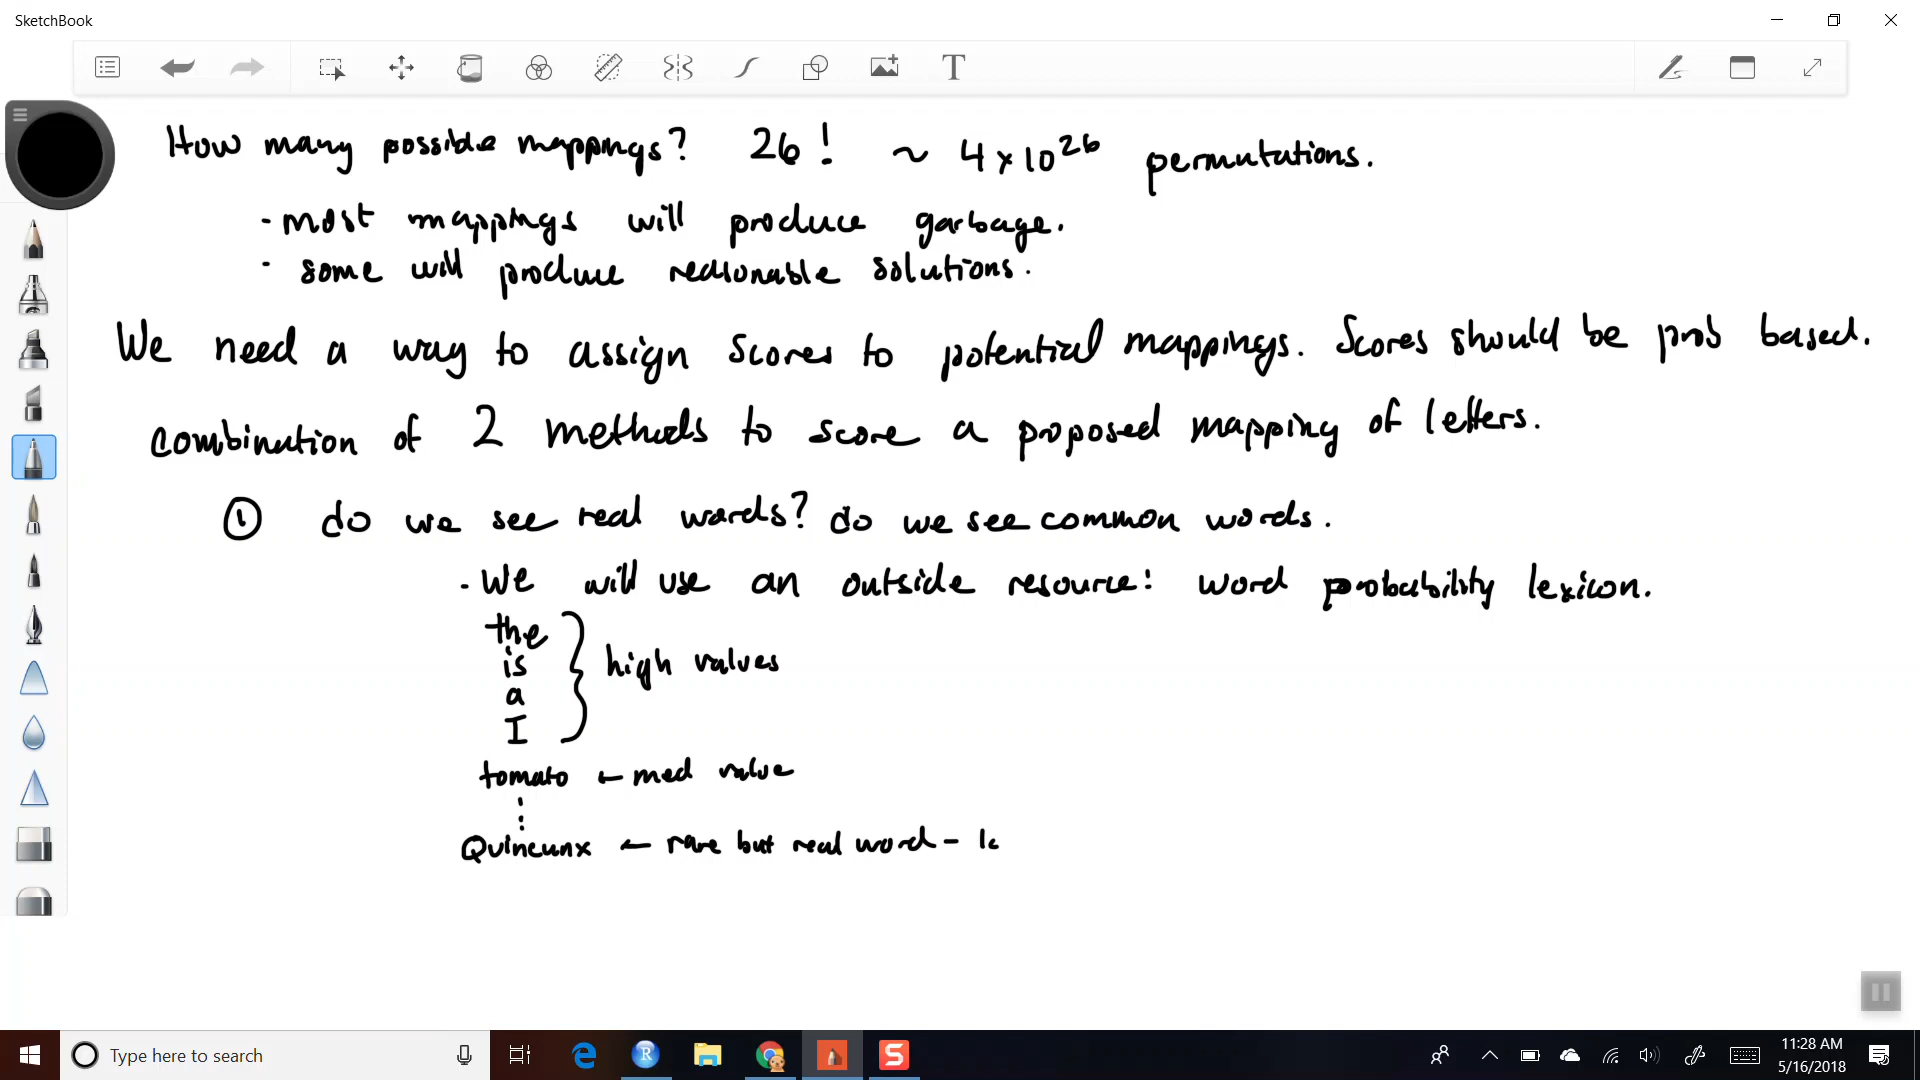 SketchBook
T
How many possible mappings? 26! ~ 4 x 10^26 permutations.
- most mappings will produce garbage.
- some will produce reasonable solutions.
We need a way to assign scores to potential mappings. Scores should be prob based.
combination of 2 methods to score a proposed mapping of letters.
① do we see real words? do we see common words.
- We will use an outside resource: word probability lexicon.
the
is
a
I
} high values
tomato ← med value
⋮
Quincunx ← rare but real word – lo
Type here to search
11:28 AM
5/16/2018